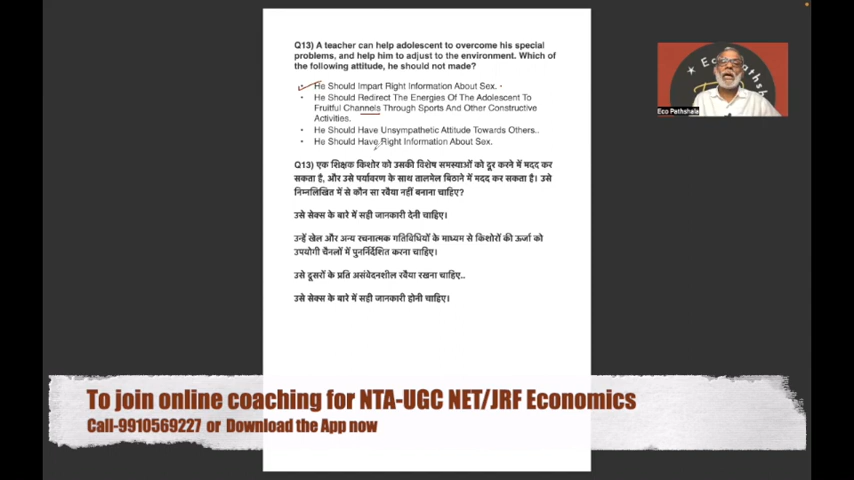 Q13) A teacher can help adolescent to overcome his special
problems, and help him to adjust to the environment. Which of
the following attitude, he should not made?
• He Should Impart Right Information About Sex. •
• He Should Redirect The Energies Of The Adolescent To
Fruitful Channels Through Sports And Other Constructive
Activities.
• He Should Have Unsympathetic Attitude Towards Others..
• He Should Have Right Information About Sex.
Q13) एक शिक्षक किशोर को उसकी विशेष समस्याओं को दूर करने में मदद कर
सकता है, और उसे पर्यावरण के साथ तालमेल बिठाने में मदद कर सकता है। उसे
निम्नलिखित में से कौन सा रवैया नहीं बनाना चाहिए?
उसे सेक्स के बारे में सही जानकारी देनी चाहिए।
उन्हें खेल और अन्य रचनात्मक गतिविधियों के माध्यम से किशोरों की ऊर्जा को
उपयोगी चैनलों में पुनर्निर्देशित करना चाहिए।
उसे दूसरों के प्रति असंवेदनशील रवैया रखना चाहिए..
उसे सेक्स के बारे में सही जानकारी होनी चाहिए।
Eco Pathshala
To join online coaching for NTA-UGC NET/JRF Economics
Call-9910569227 or Download the App now